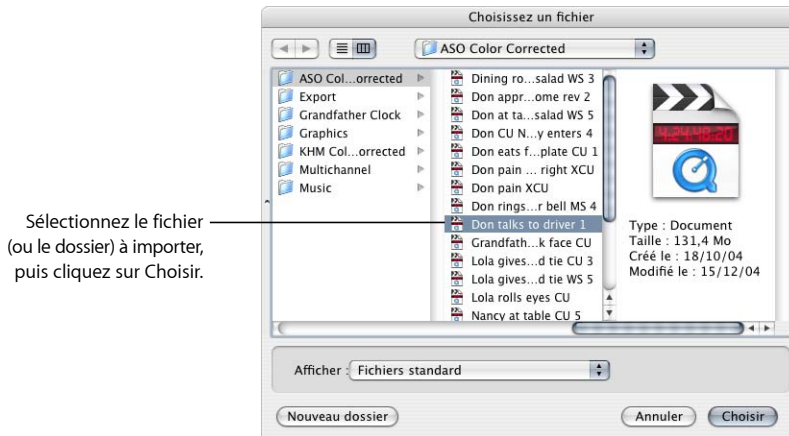 Choisissez un fichier
ASO Color Corrected
ASO Col...orrected
Export
Grandfather Clock
Graphics
KHM Col...orrected
Multichannel
Music
Dining ro...salad WS 3
Don appr...ome rev 2
Don at ta...salad WS 5
Don CU N...y enters 4
Don eats f...plate CU 1
Don pain ... right XCU
Don pain XCU
Don rings...r bell MS 4
Don talks to driver 1
Grandfath...k face CU
Lola gives...d tie CU 3
Lola gives...d tie WS 5
Lola rolls eyes CU
Nancy at table CU 5
4:24:48:20
Type : Document
Taille : 131,4 Mo
Créé le : 18/10/04
Modifié le : 15/12/04
Sélectionnez le fichier
(ou le dossier) à importer,
puis cliquez sur Choisir.
Afficher : Fichiers standard
Nouveau dossier
Annuler
Choisir